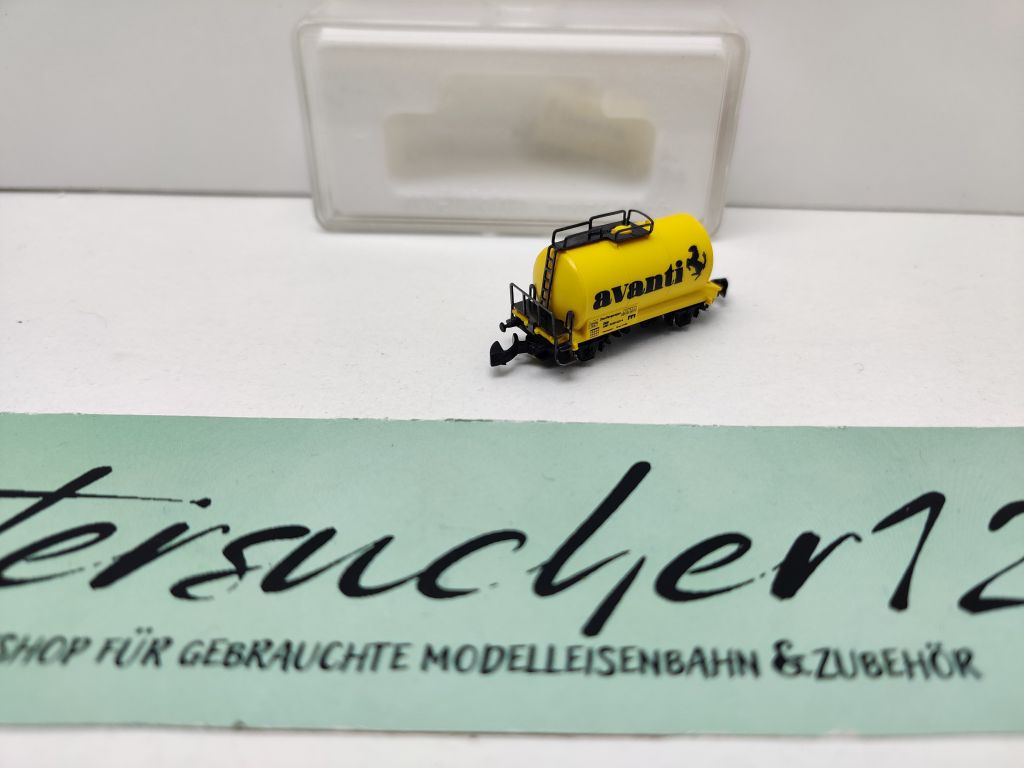 avanti
tersucher12
SHOP FÜR GEBRAUCHTE MODELLEISENBAHN & ZUBEHÖR